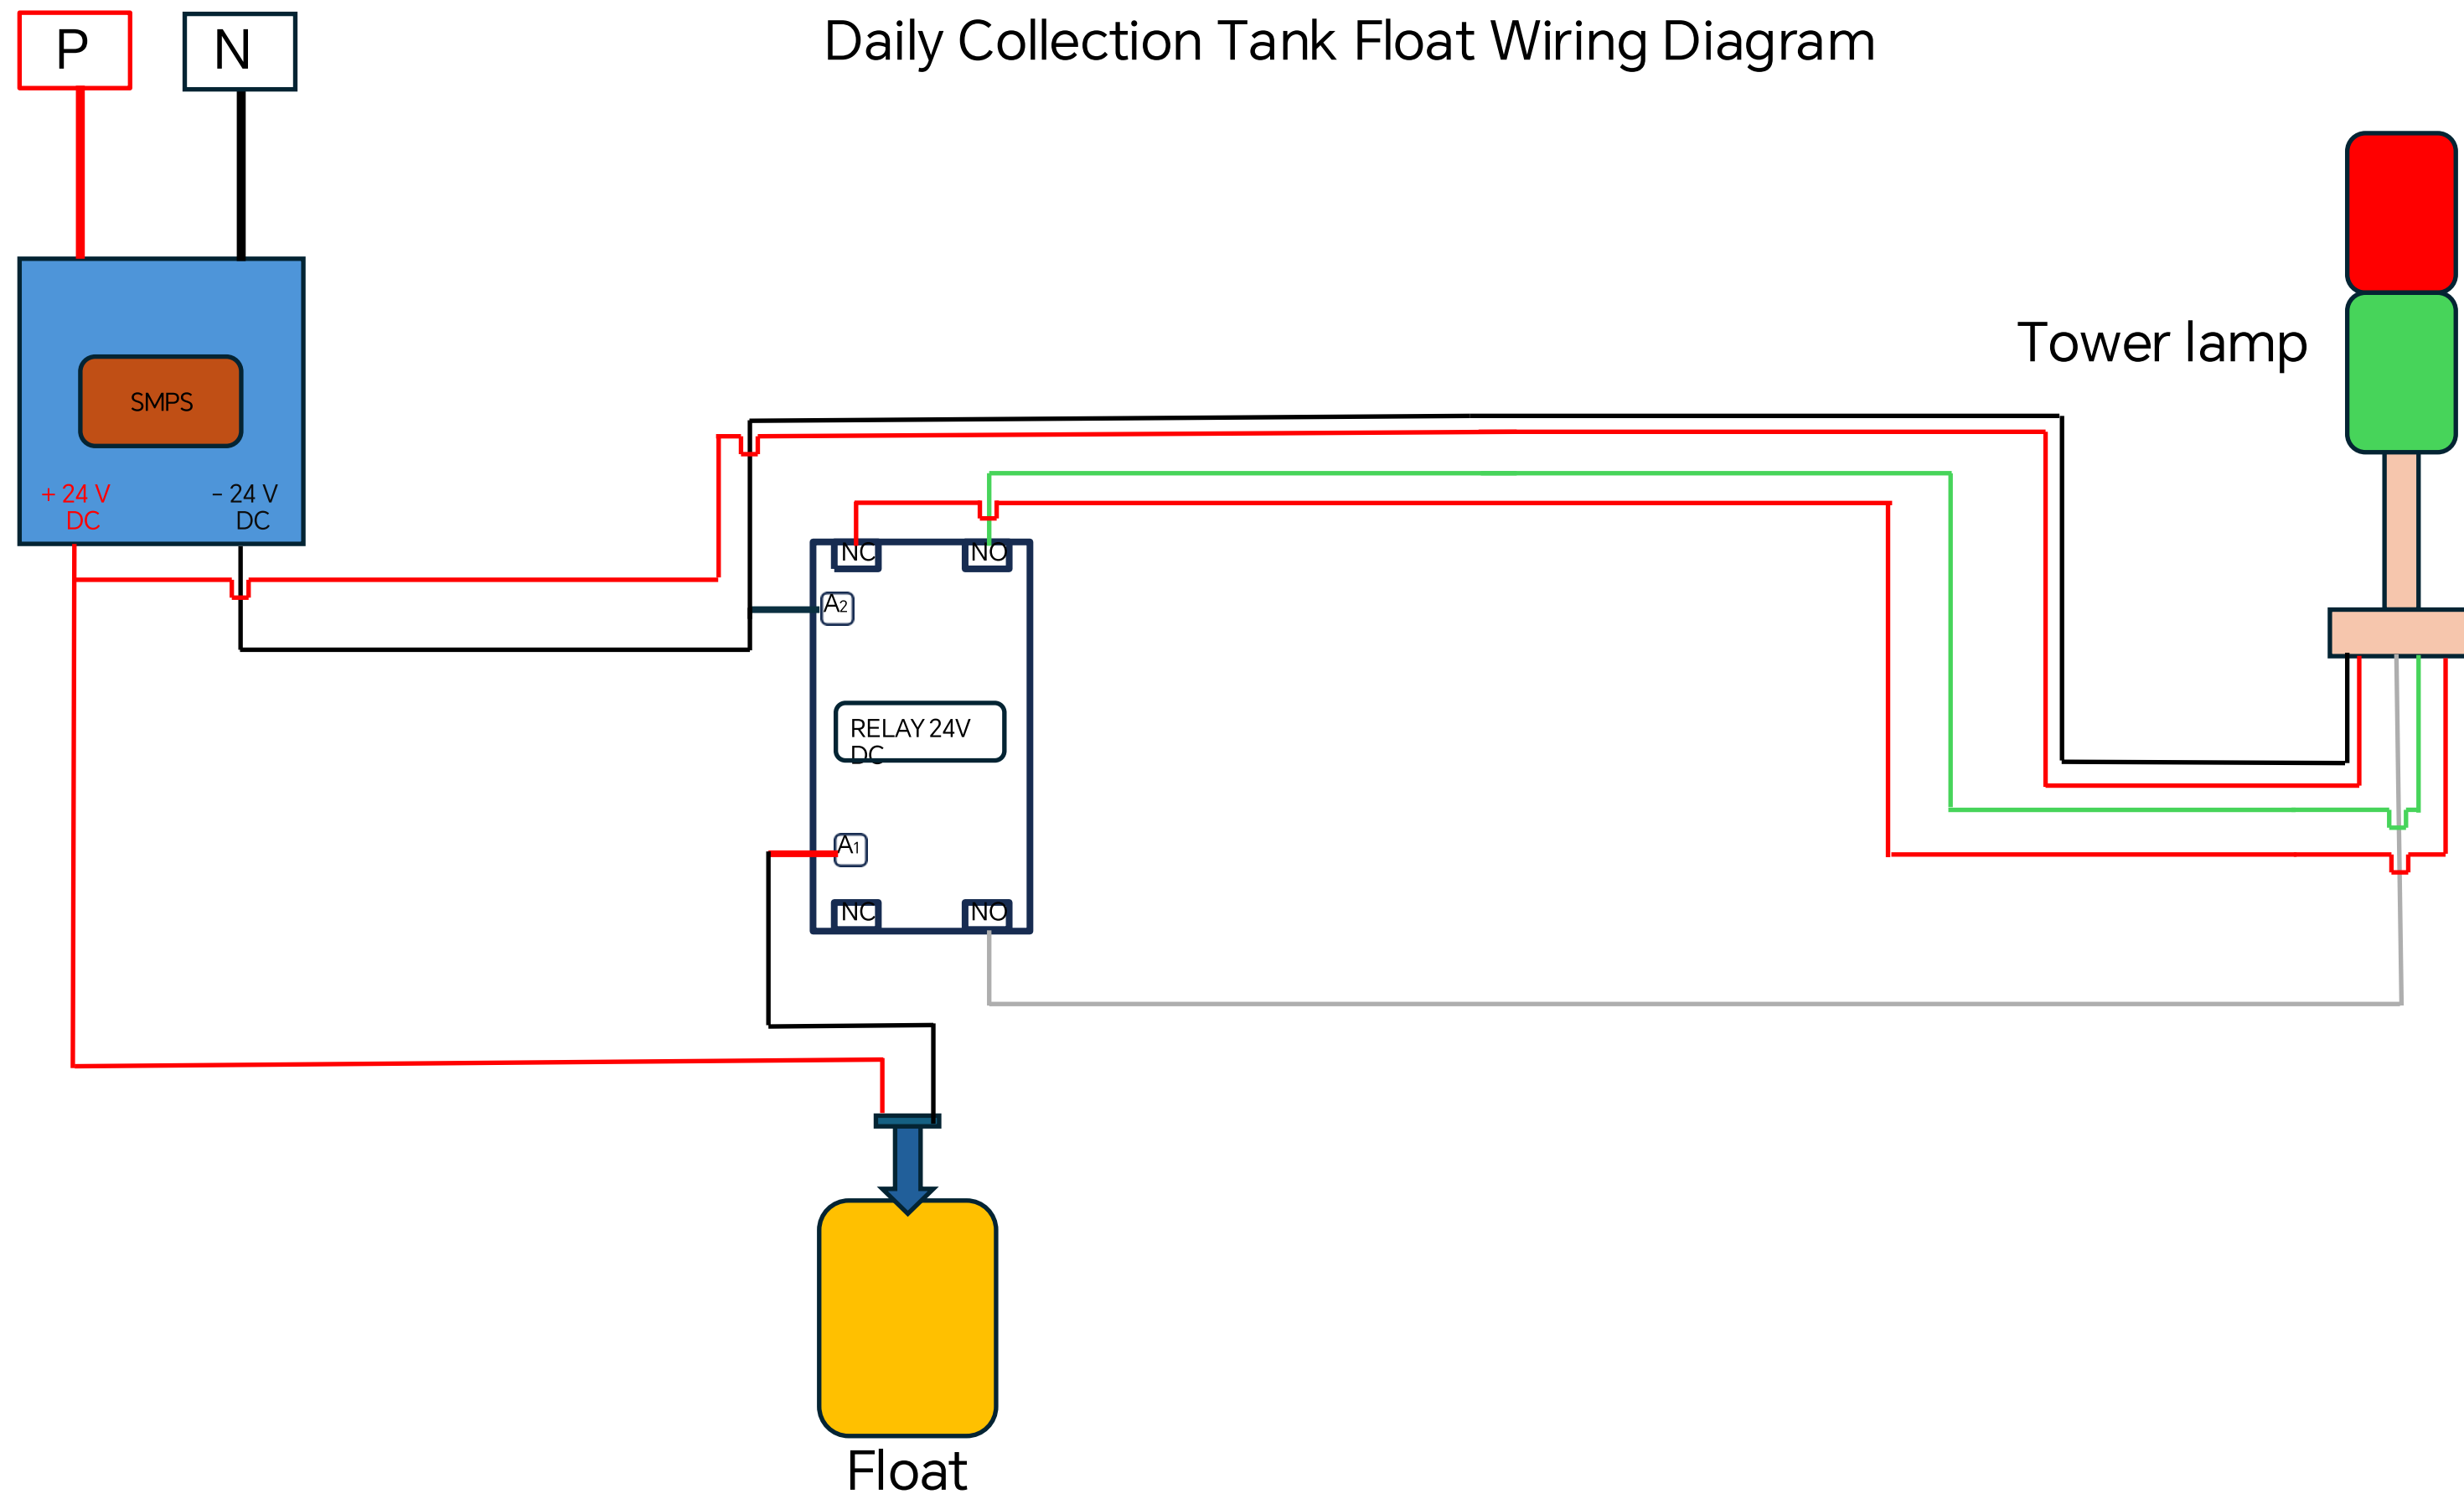 P
N
Daily Collection Tank Float Wiring Diagram
Tower lamp
SMPS
+ 24 V
DC
- 24 V
DC
NC
NO
A2
RELAY 24V
DC
A1
NC
NO
Float